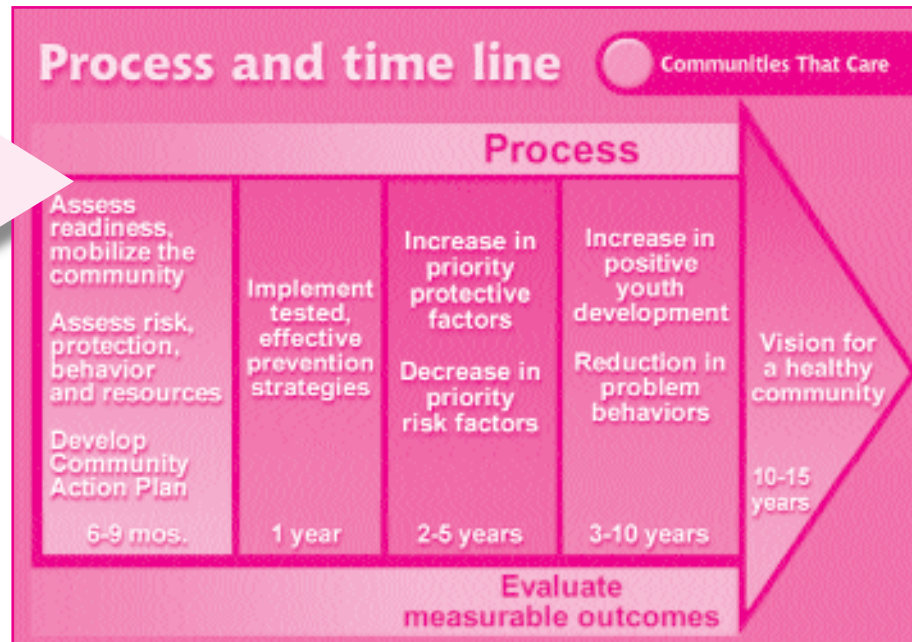 Process and time line
Communities That Care
Process
Assess
readiness,
mobilize the
community
Assess risk,
protection,
behavior
and resources
Develop
Community
Action Plan
6-9 mos.
Implement
tested,
effective
prevention
strategies
1 year
Increase in
priority
protective
factors
Decrease in
priority
risk factors
2-5 years
Increase in
positive
youth
development
Reduction in
problem
behaviors
3-10 years
Vision for
a healthy
community
10-15
years
Evaluate
measurable outcomes